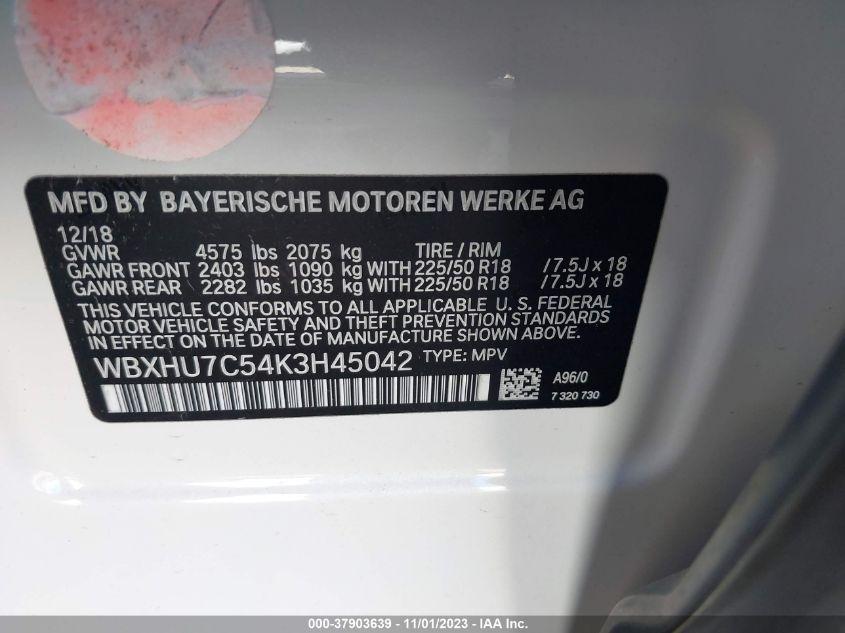 MFD BY BAYERISCHE MOTOREN WERKE AG
12/18
GVWR 4575 lbs 2075 kg TIRE / RIM
GAWR FRONT 2403 lbs 1090 kg WITH 225/50 R18 /7.5J x 18
GAWR REAR 2282 lbs 1035 kg WITH 225/50 R18 /7.5J x 18
THIS VEHICLE CONFORMS TO ALL APPLICABLE U. S. FEDERAL
MOTOR VEHICLE SAFETY AND THEFT PREVENTION STANDARDS
IN EFFECT ON THE DATE OF MANUFACTURE SHOWN ABOVE.
WBXHU7C54K3H45042 TYPE: MPV
A96/0
7 320 730
000-37903639 - 11/01/2023 - IAA Inc.